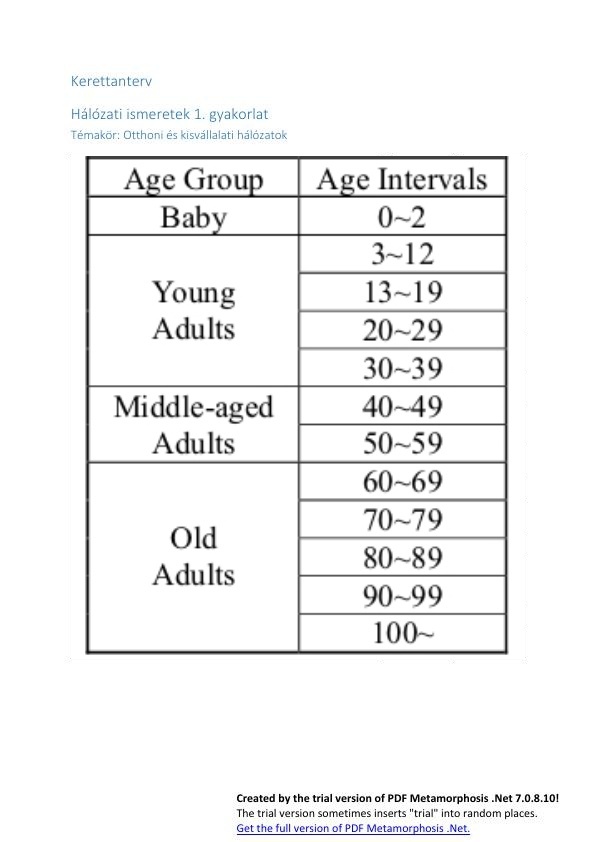 Kerettanterv
Hálózati ismeretek 1. gyakorlat
Témakör: Otthoni és kisvállalati hálózatok
Age Group Age Intervals
Baby 0~2
Young Adults 3~12
13~19
20~29
30~39
Middle-aged Adults 40~49
50~59
Old Adults 60~69
70~79
80~89
90~99
100~
Created by the trial version of PDF Metamorphosis .Net 7.0.8.10!
The trial version sometimes inserts "trial" into random places.
Get the full version of PDF Metamorphosis .Net.